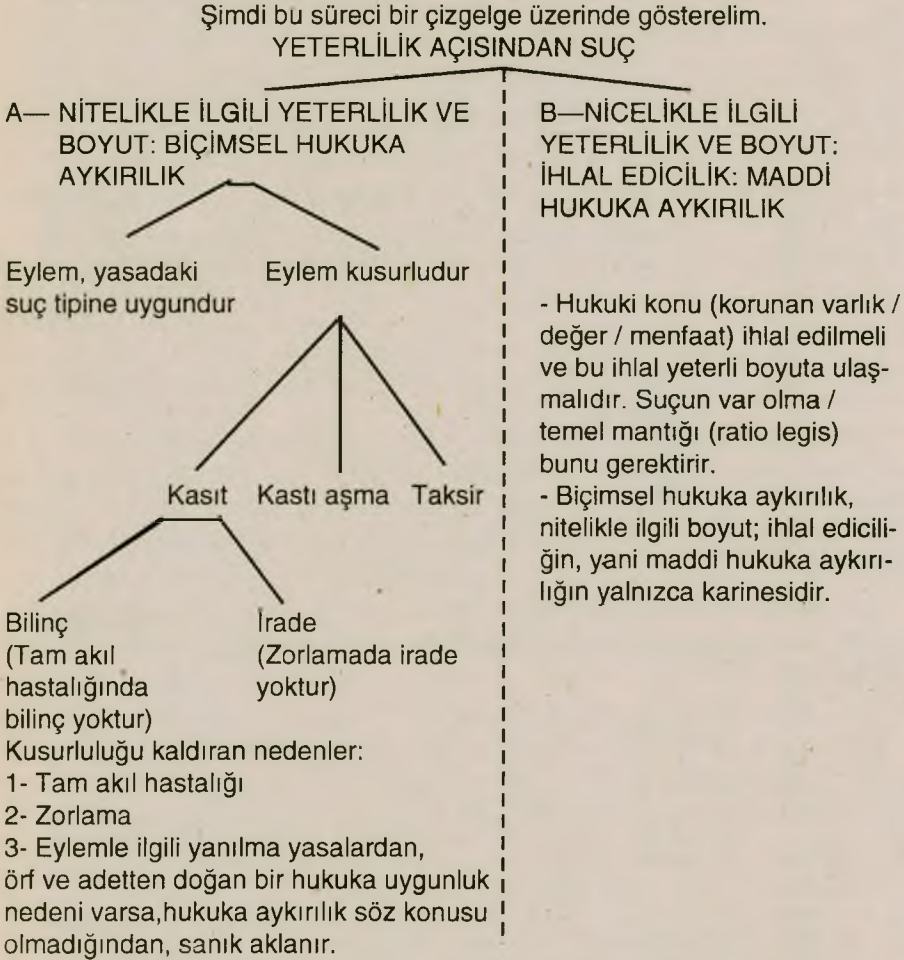 Şimdi bu süreci bir çizgelge üzerinde gösterelim.
YETERLİLİK AÇISINDAN SUÇ
A— NİTELİKLE İLGİLİ YETERLİLİK VE
BOYUT: BİÇİMSEL HUKUKA
AYKIRILIK
Eylem, yasadaki
suç tipine uygundur
Eylem kusurludur
Kasıt Kastı aşma Taksir
Bilinç
(Tam akıl
hastalığında
bilinç yoktur)
İrade
(Zorlamada irade
yoktur)
Kusurluluğu kaldıran nedenler:
1- Tam akıl hastalığı
2- Zorlama
3- Eylemle ilgili yanılma yasalardan,
örf ve adetten doğan bir hukuka uygunluk
nedeni varsa,hukuka aykırılık söz konusu
olmadığından, sanık aklanır.
B—NİCELİKLE İLGİLİ
YETERLİLİK VE BOYUT:
İHLAL EDİCİLİK: MADDİ
HUKUKA AYKIRILIK
- Hukuki konu (korunan varlık /
değer / menfaat) ihlal edilmeli
ve bu ihlal yeterli boyuta ulaş-
malıdır. Suçun var olma /
temel mantığı (ratio legis)
bunu gerektirir.
- Biçimsel hukuka aykırılık,
nitelikle ilgili boyut; ihlal edicili-
ğin, yani maddi hukuka aykırı-
lığın yalnızca karinesidir.